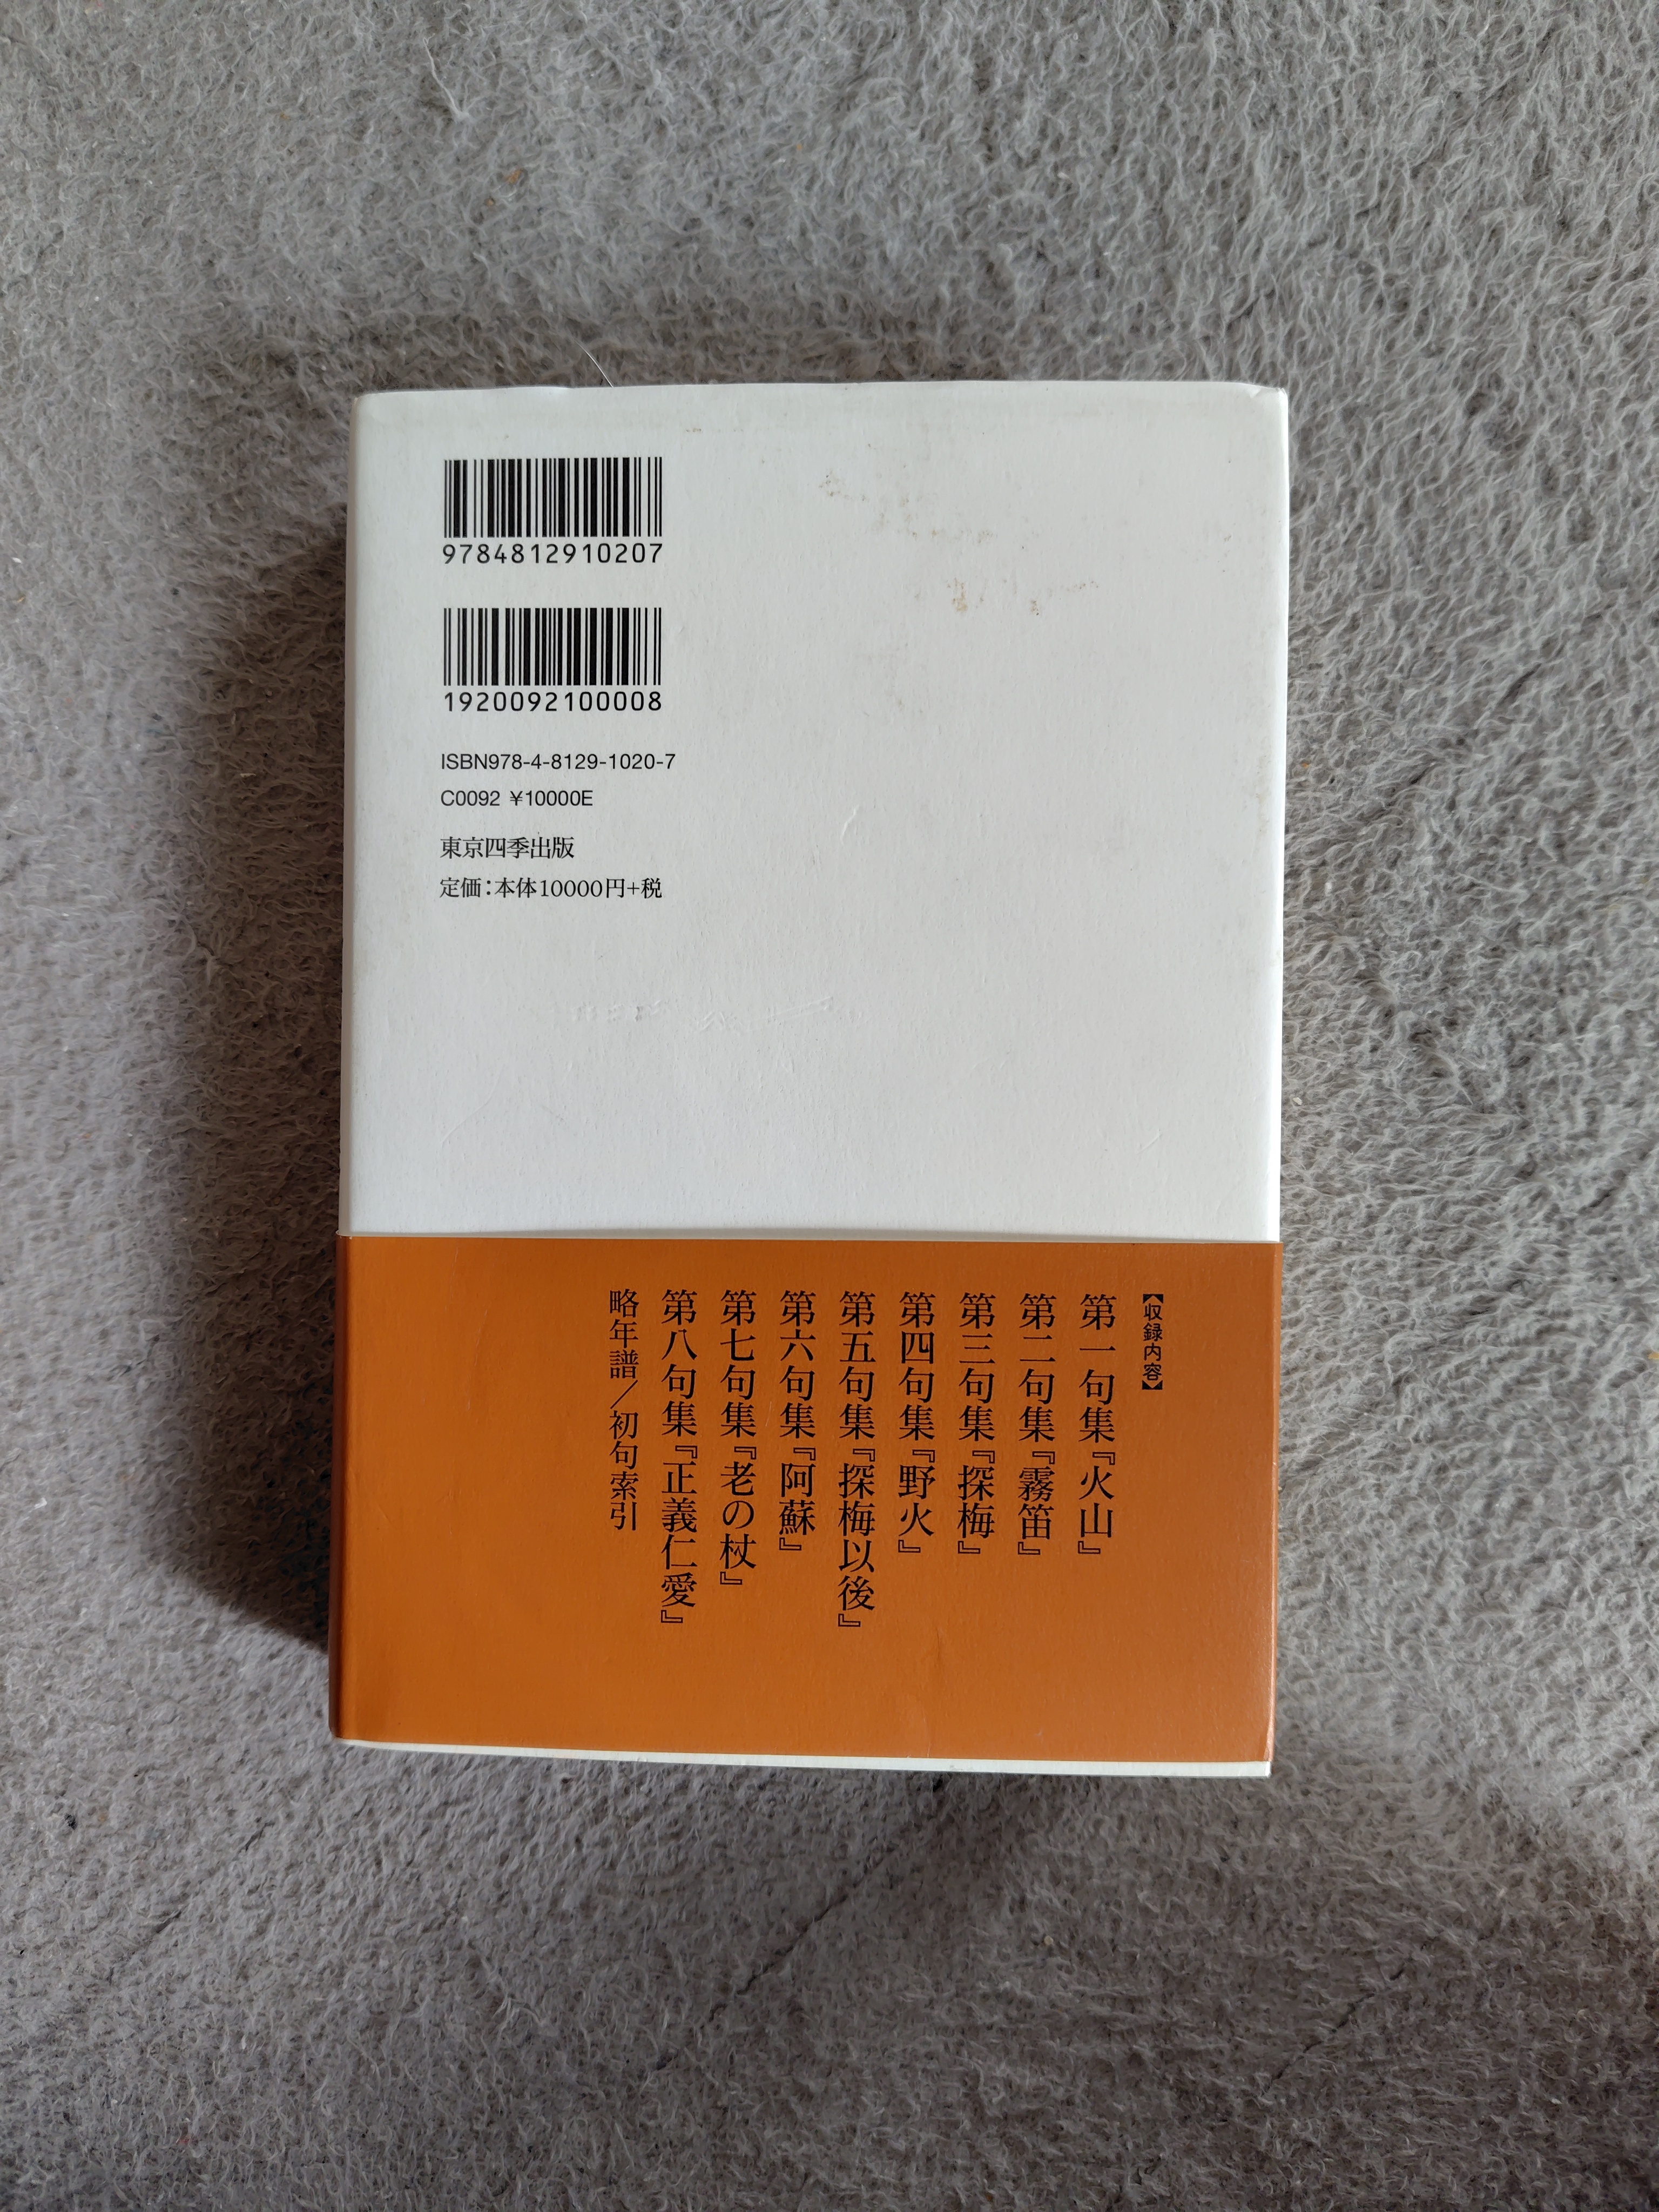 9784812910207
1920092100008
ISBN978-4-8129-1020-7
C0092 ¥10000E
東京四季出版
定価：本体10000円+税
【収録内容】
第一句集『火山』
第二句集『霧笛』
第三句集『探梅』
第四句集『野火』
第五句集『探梅以後』
第六句集『阿蘇』
第七句集『老の杖』
第八句集『正義仁愛』
略年譜／初句索引